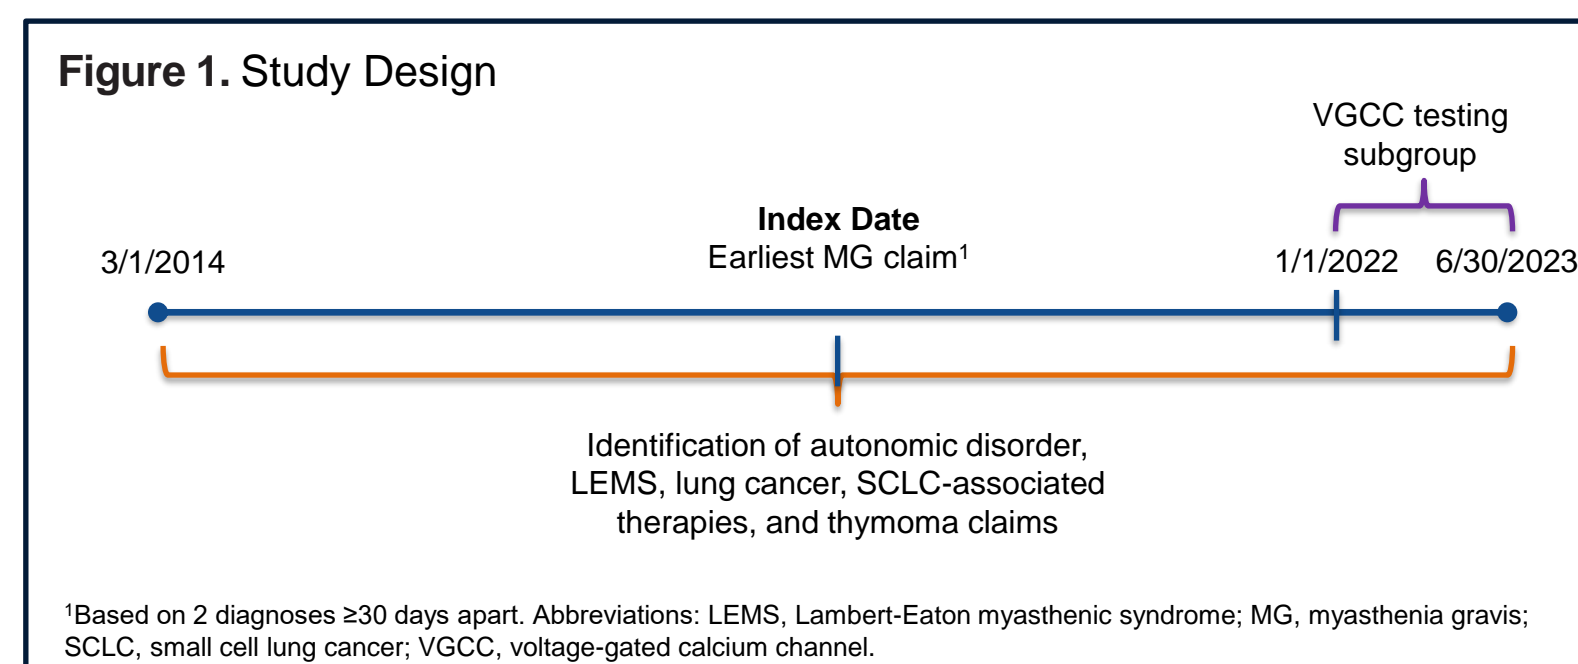 Figure 1. Study Design
VGCC testing
subgroup
Index Date
Earliest MG claim¹
3/1/2014
1/1/2022
6/30/2023
Identification of autonomic disorder,
LEMS, lung cancer, SCLC-associated
therapies, and thymoma claims
¹Based on 2 diagnoses ≥30 days apart. Abbreviations: LEMS, Lambert-Eaton myasthenic syndrome; MG, myasthenia gravis;
SCLC, small cell lung cancer; VGCC, voltage-gated calcium channel.